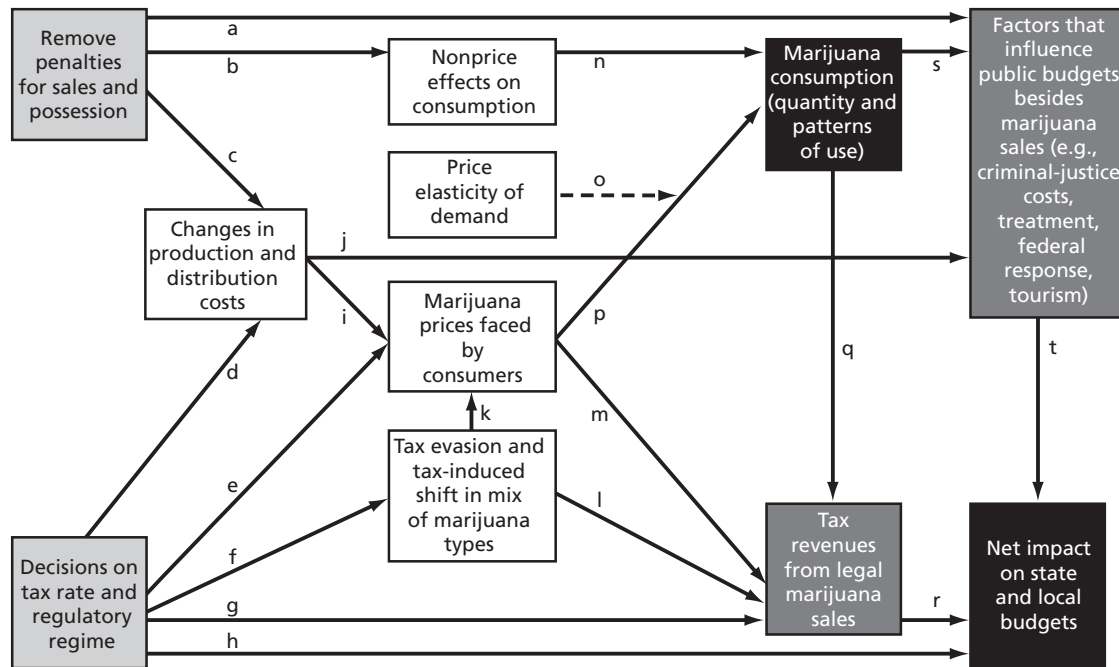 Remove
penalties
for sales and
possession
a
b
c
Nonprice
effects on
consumption
n
Marijuana
consumption
(quantity and
patterns
of use)
s
Factors that
influence
public budgets
besides
marijuana
sales (e.g.,
criminal-justice
costs,
treatment,
federal
response,
tourism)
Price
elasticity of
demand
o
Changes in
production and
distribution
costs
j
i
d
Marijuana
prices faced
by
consumers
p
m
q
t
k
Tax evasion and
tax-induced
shift in mix
of marijuana
types
l
e
f
g
h
Decisions on
tax rate and
regulatory
regime
Tax
revenues
from legal
marijuana
sales
r
Net impact
on state
and local
budgets